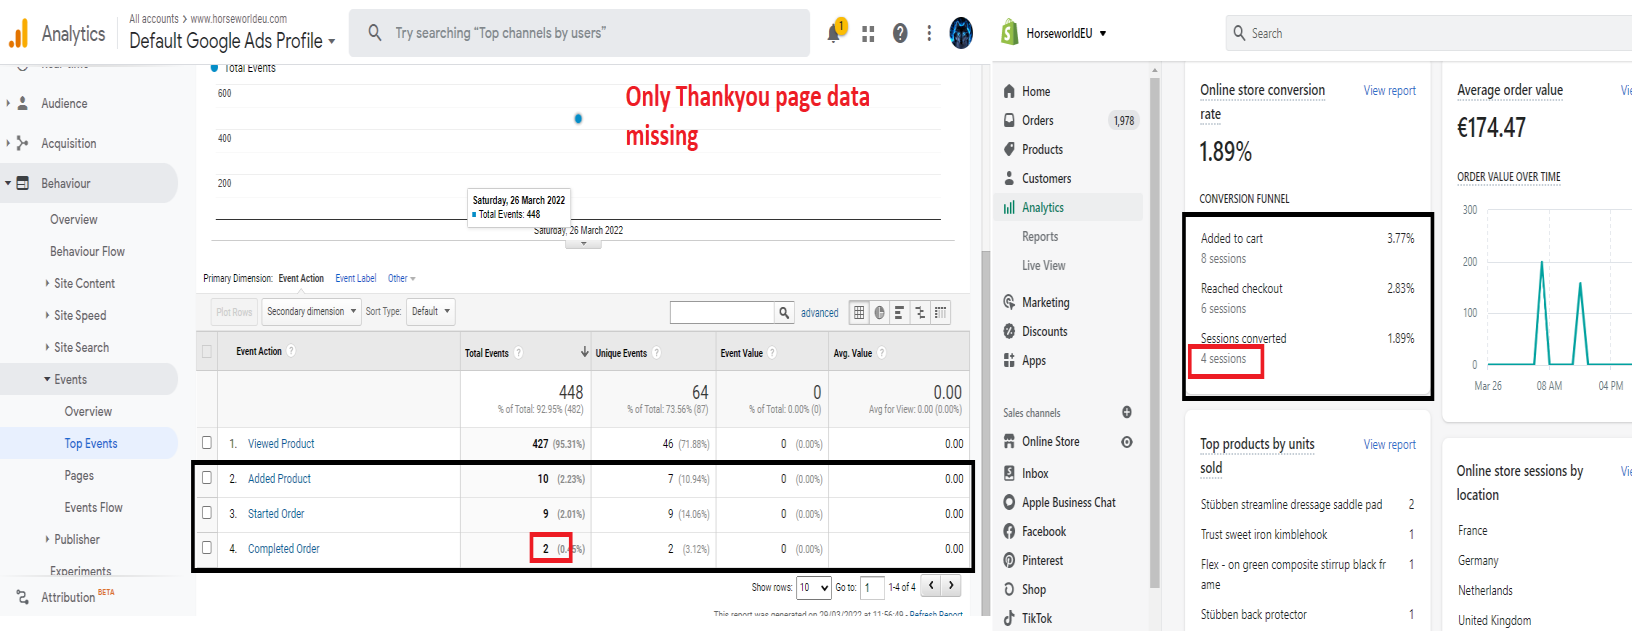 Analytics
All accounts > www.horseworldeu.com
Default Google Ads Profile
Try searching "Top channels by users"
1
Audience
Acquisition
Behaviour
Overview
Behaviour Flow
Site Content
Site Speed
Site Search
Events
Overview
Top Events
Pages
Events Flow
Publisher
Experiments
Attribution BETA
Total Events
600
400
200
Only Thankyou page data
missing
Saturday, 26 March 2022
Total Events: 448
Saturday, 26 March 2022
Primary Dimension: Event Action Event Label Other
Plot Rows Secondary dimension Sort Type: Default advanced
Event Action ? Total Events ? Unique Events ? Event Value ? Avg. Value ?
448 64 0 0.00
% of Total: 92.95% (482) % of Total: 73.56% (87) % of Total: 0.00% (0) Avg for View: 0.00 (0.00%)
1. Viewed Product 427 (95.31%) 46 (71.88%) 0 (0.00%) 0.00
2. Added Product 10 (2.23%) 7 (10.94%) 0 (0.00%) 0.00
3. Started Order 9 (2.01%) 9 (14.06%) 0 (0.00%) 0.00
4. Completed Order 2 2 (3.12%) 0 (0.00%) 0.00
Show rows: 10 Go to: 1 1-4 of 4
This report was generated on 29/03/2022 at 11:56:49 - Refresh Report
HorseworldEU
Search
Home
Orders 1,978
Products
Customers
Analytics
Reports
Live View
Marketing
Discounts
Apps
Sales channels
Online Store
Inbox
Apple Business Chat
Facebook
Pinterest
Shop
TikTok
Online store conversion
rate
View report
1.89%
CONVERSION FUNNEL
Added to cart 3.77%
8 sessions
Reached checkout 2.83%
6 sessions
Sessions converted 1.89%
4 sessions
Top products by units
sold
View report
Stübben streamline dressage saddle pad 2
Trust sweet iron kimblehook 1
Flex - on green composite stirrup black fr
ame 1
Stübben back protector 1
Average order value
€174.47
ORDER VALUE OVER TIME
300
200
100
0
Mar 26 08 AM 04 PM
Online store sessions by
location
France
Germany
Netherlands
United Kingdom